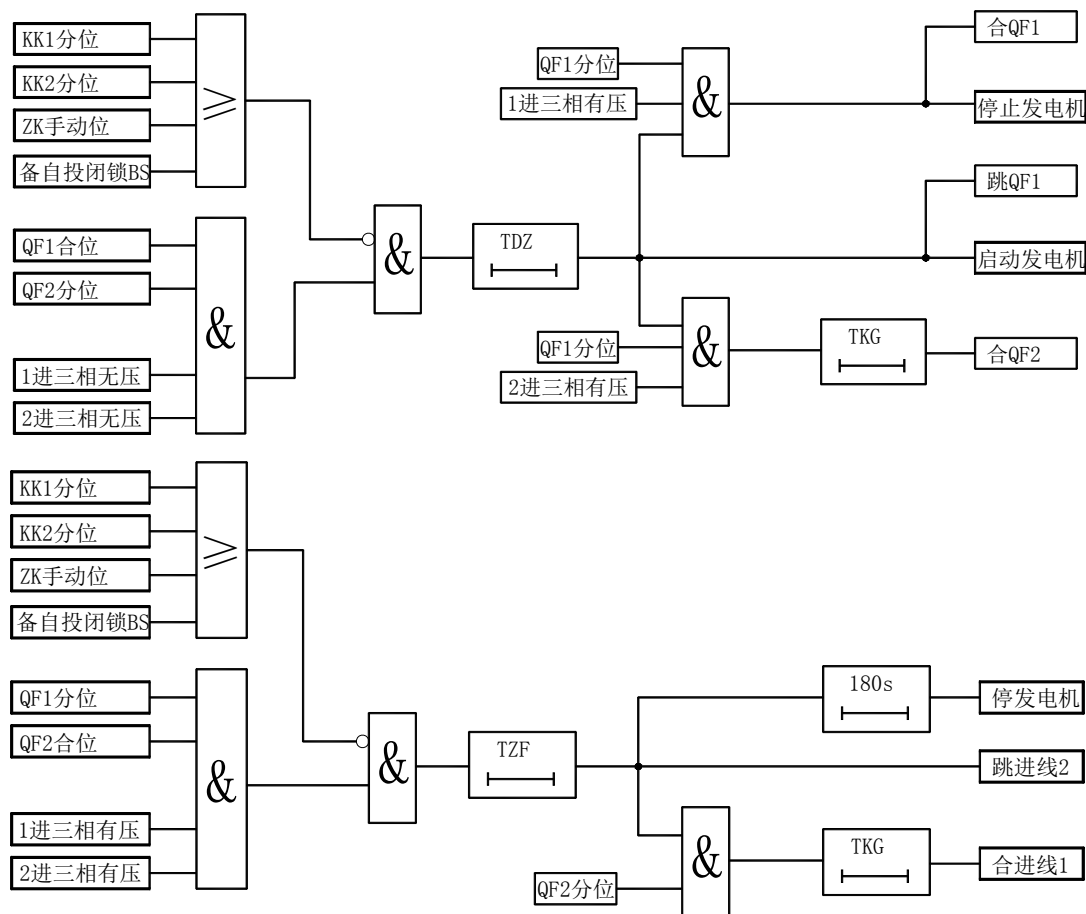 KK1分位
KK2分位
ZK手动位
备自投闭锁BS
≥
QF1合位
QF2分位
1进三相无压
2进三相无压
&
&
TDZ
QF1分位
1进三相有压
&
合QF1
停止发电机
跳QF1
启动发电机
QF1分位
2进三相有压
&
TKG
合QF2
KK1分位
KK2分位
ZK手动位
备自投闭锁BS
≥
QF1分位
QF2合位
1进三相有压
2进三相有压
&
&
TZF
180s
停发电机
跳进线2
QF2分位
&
TKG
合进线1